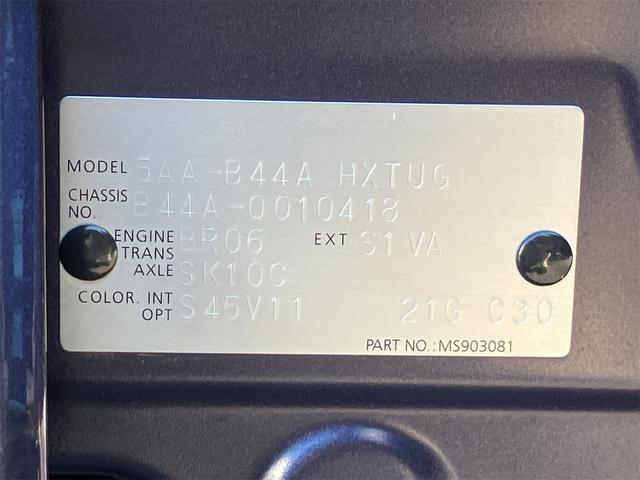 MODEL 5AA-B44A HXTUG
CHASSIS NO. B44A-0010418
ENGINE BR06 EXT S1VA
TRANS AXLE SK10C
COLOR, INT OPT S45V11 21G C30
PART NO.:MS903081